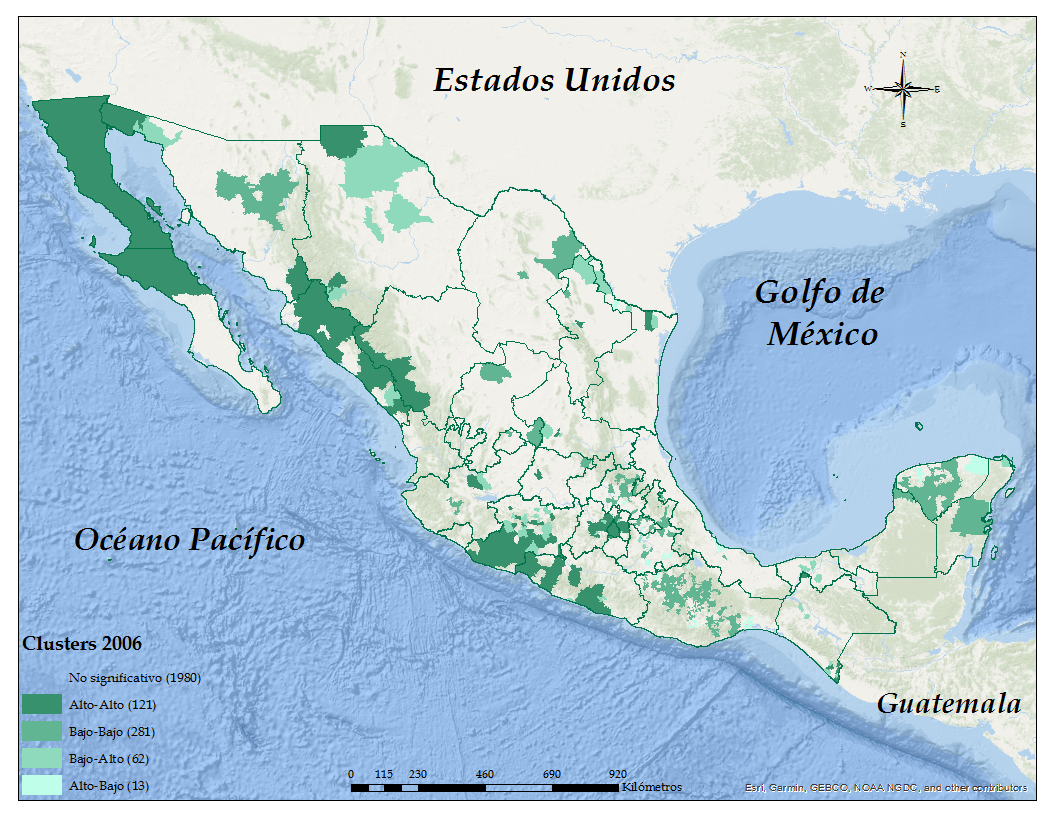 Estados Unidos
N
W
E
S
Golfo de
México
Océano Pacífico
Guatemala
Clusters 2006
No significativo (1980)
Alto-Alto (121)
Bajo-Bajo (281)
Bajo-Alto (62)
Alto-Bajo (13)
0 115 230 460 690 920
Kilómetros
Esri, Garmin, GEBCO, NOAA NGDC, and other contributors